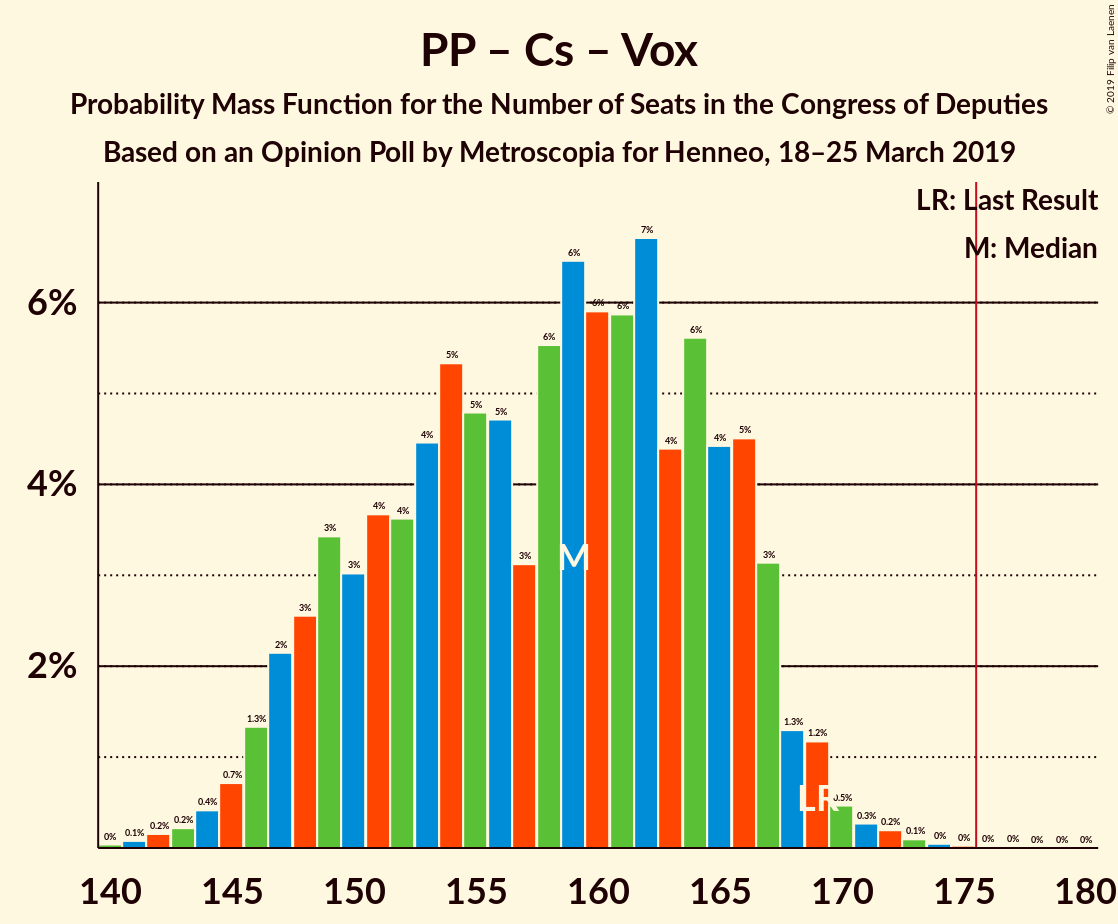 PP – Cs – Vox
Probability Mass Function for the Number of Seats in the Congress of Deputies
Based on an Opinion Poll by Metroscopia for Henneo, 18–25 March 2019
© 2019 Filip van Laenen
LR: Last Result
M: Median
6%
4%
2%
0% 0.1% 0.2% 0.2% 0.4% 0.7% 1.3% 2% 3% 3% 3% 4% 4% 4% 5% 5% 5% 3% 6% 6% 6% 6% 7% 4% 6% 4% 5% 3% 1.3% 1.2% 0.5% 0.3% 0.2% 0.1% 0% 0% 0% 0% 0% 0% 0%
M
LR
140 145 150 155 160 165 170 175 180